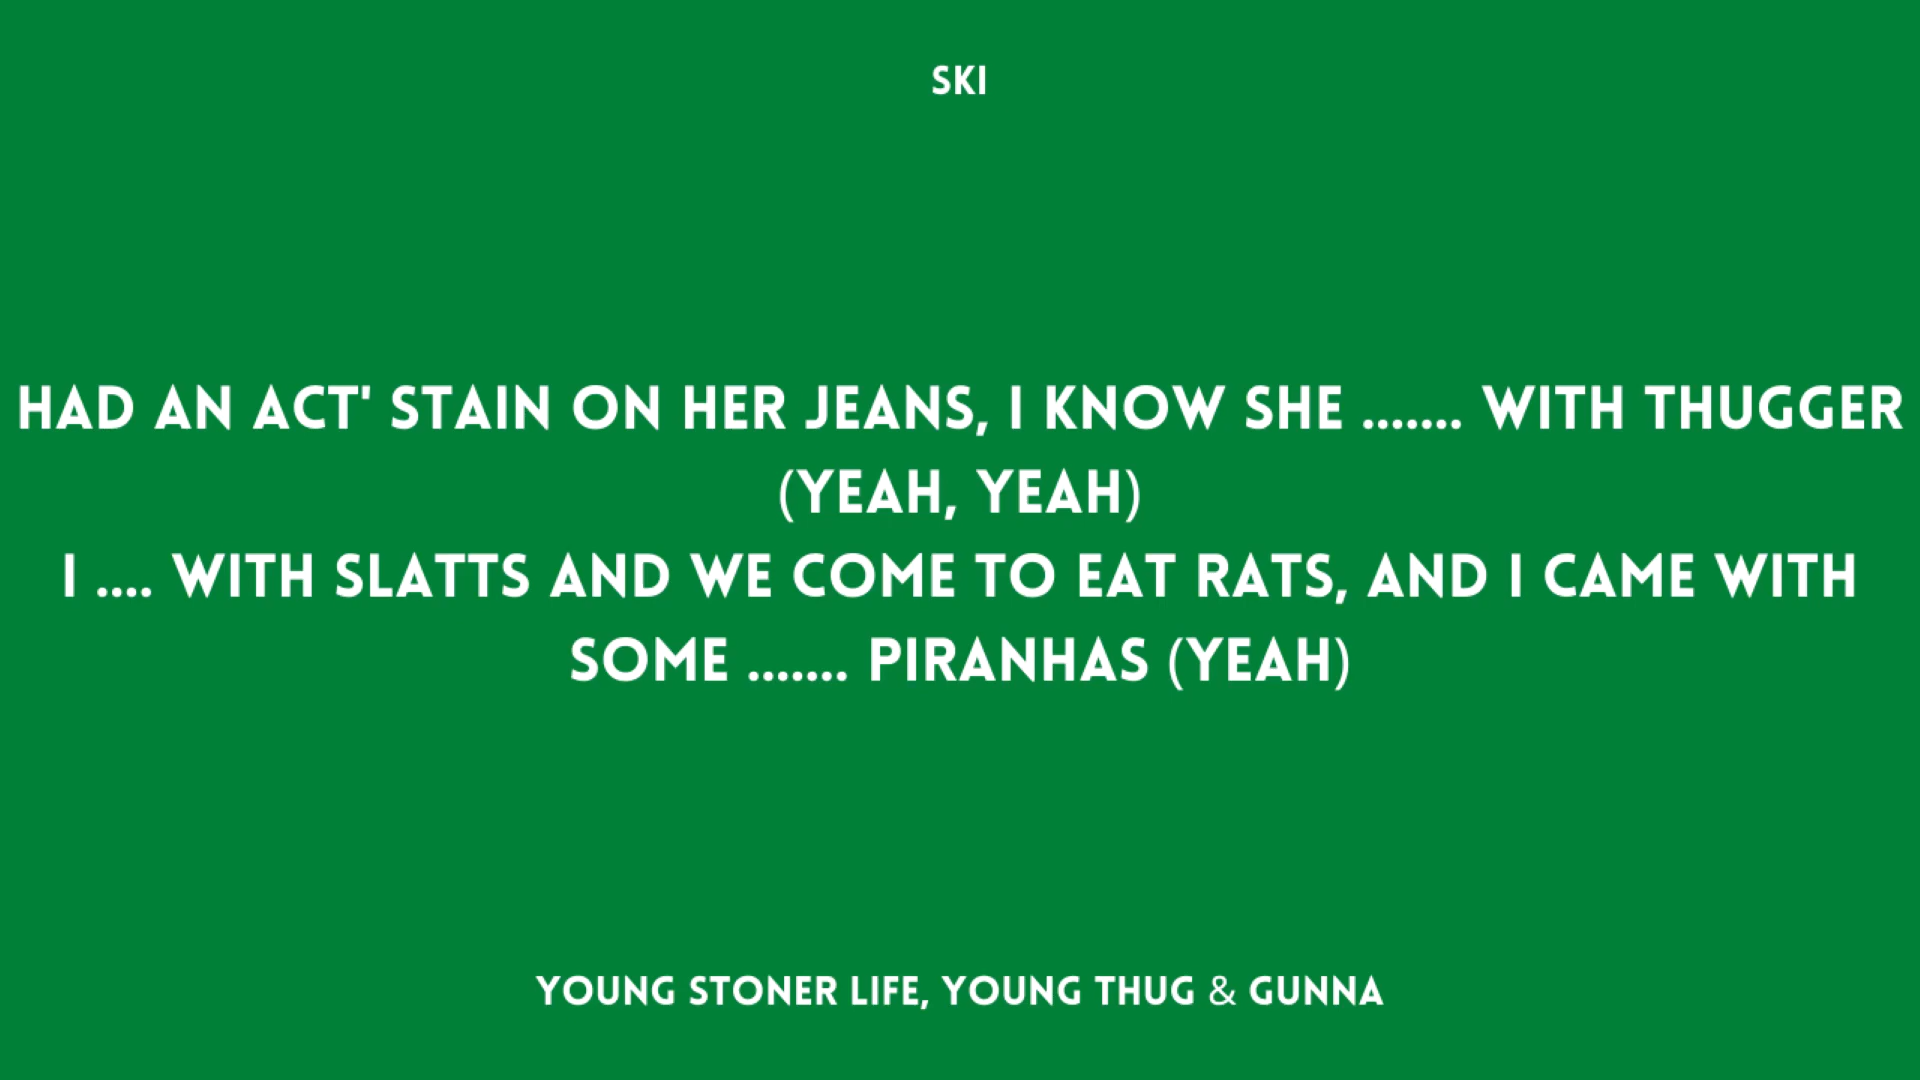 SKI
HAD AN ACT' STAIN ON HER JEANS, I KNOW SHE ....... WITH THUGGER
(YEAH, YEAH)
I .... WITH SLATTS AND WE COME TO EAT RATS, AND I CAME WITH
SOME ....... PIRANHAS (YEAH)
YOUNG STONER LIFE, YOUNG THUG & GUNNA